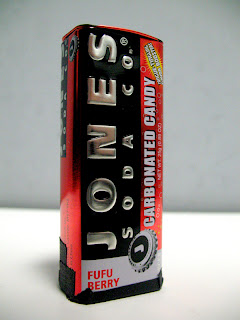 JONES
SODA CO.®
CARBONATED CANDY
FUFU
BERRY
J